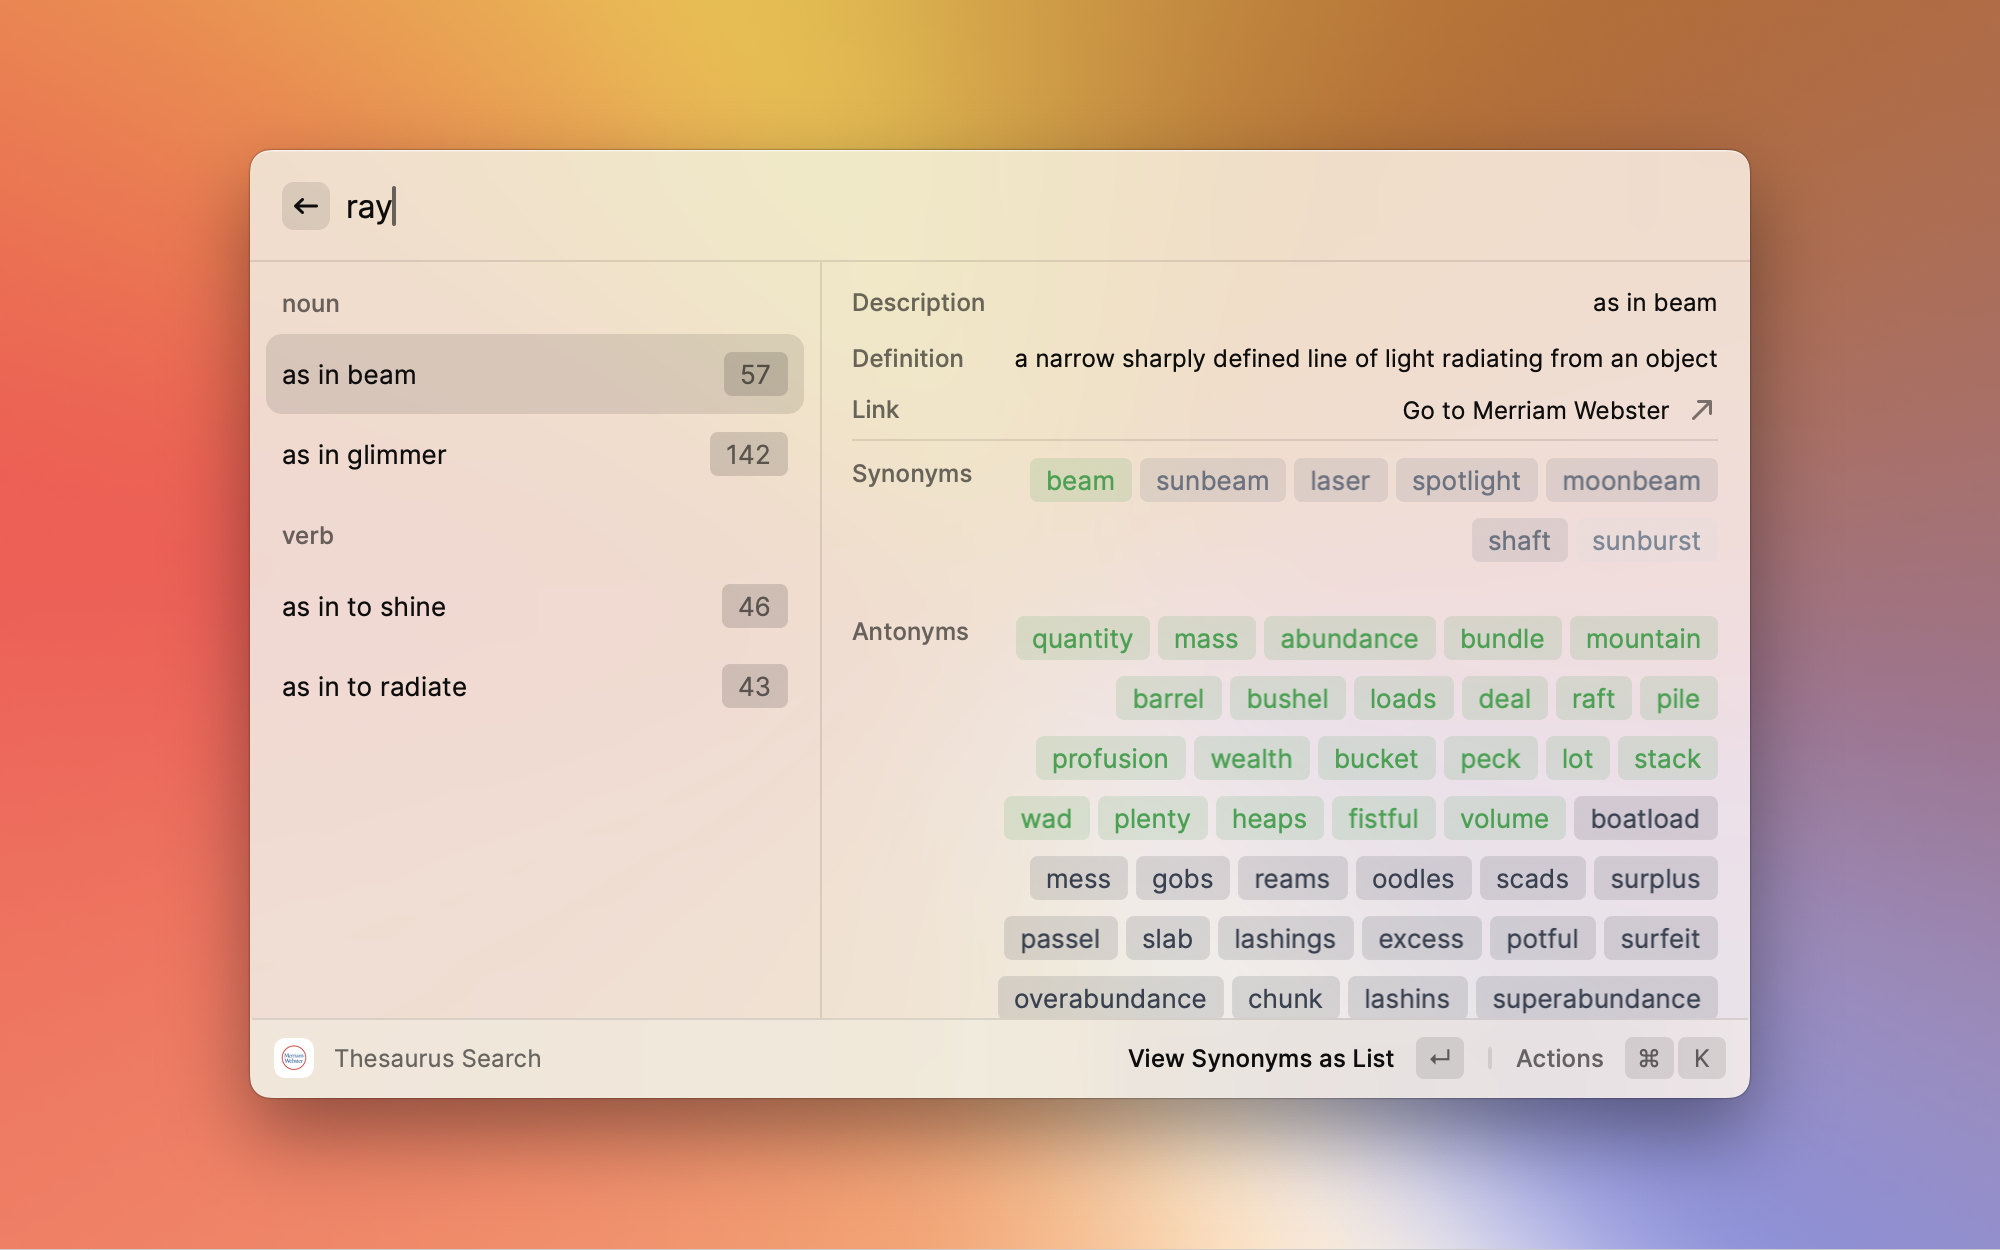 ray
noun
as in beam 57
as in glimmer 142
verb
as in to shine 46
as in to radiate 43
Description as in beam
Definition a narrow sharply defined line of light radiating from an object
Link Go to Merriam Webster
Synonyms beam sunbeam laser spotlight moonbeam
shaft sunburst
Antonyms quantity mass abundance bundle mountain
barrel bushel loads deal raft pile
profusion wealth bucket peck lot stack
wad plenty heaps fistful volume boatload
mess gobs reams oodles scads surplus
passel slab lashings excess potful surfeit
overabundance chunk lashins superabundance
Merriam
Webster
Thesaurus Search
View Synonyms as List Actions ⌘ K